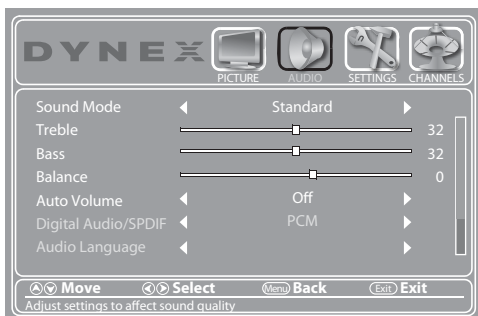 DYNEX
PICTURE AUDIO SETTINGS CHANNELS
Sound Mode Standard
Treble 32
Bass 32
Balance 0
Auto Volume Off
Digital Audio/SPDIF PCM
Audio Language
Move Select Menu Back Exit Exit
Adjust settings to affect sound quality